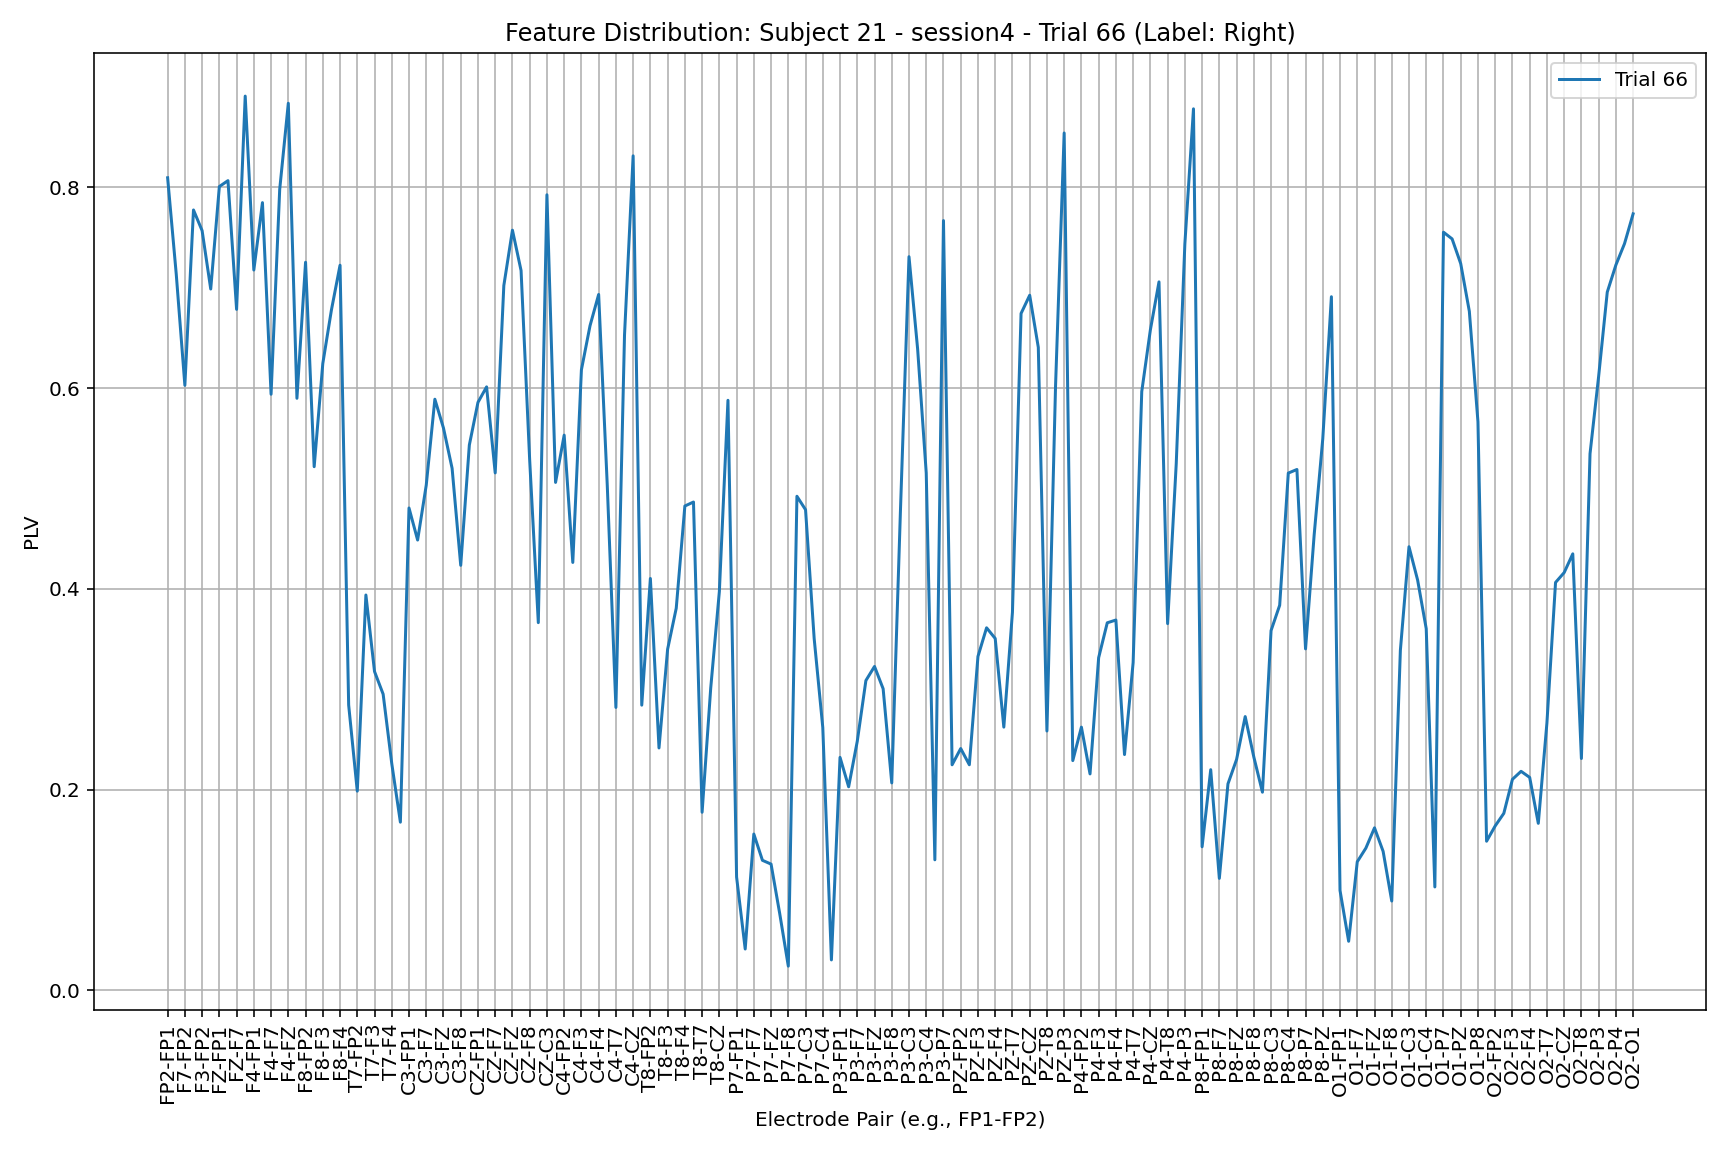 Feature Distribution: Subject 21 - session4 - Trial 66 (Label: Right)
Trial 66
PLV
0.8
0.6
0.4
0.2
0.0
FP2-FP1
F7-FP2
F3-FP2
FZ-FP1
FZ-F7
F4-FP1
F4-F7
F4-FZ
F8-FP2
F8-F3
F8-F4
T7-FP2
T7-F3
T7-F4
C3-FP1
C3-F7
C3-FZ
C3-F8
CZ-FP1
CZ-F7
CZ-FZ
CZ-F8
CZ-C3
C4-FP2
C4-F3
C4-F4
C4-T7
C4-CZ
T8-FP2
T8-F3
T8-F4
T8-T7
T8-CZ
P7-FP1
P7-F7
P7-FZ
P7-F8
P7-C3
P7-C4
P3-FP1
P3-F7
P3-FZ
P3-F8
P3-C3
P3-C4
P3-P7
PZ-FP2
PZ-F3
PZ-F4
PZ-T7
PZ-CZ
PZ-T8
PZ-P3
P4-FP2
P4-F3
P4-F4
P4-T7
P4-CZ
P4-T8
P4-P3
P8-FP1
P8-F7
P8-FZ
P8-F8
P8-C3
P8-C4
P8-P7
P8-PZ
O1-FP1
O1-F7
O1-FZ
O1-F8
O1-C3
O1-C4
O1-P7
O1-PZ
O1-P8
O2-FP2
O2-F3
O2-F4
O2-T7
O2-CZ
O2-T8
O2-P3
O2-P4
O2-O1
Electrode Pair (e.g., FP1-FP2)